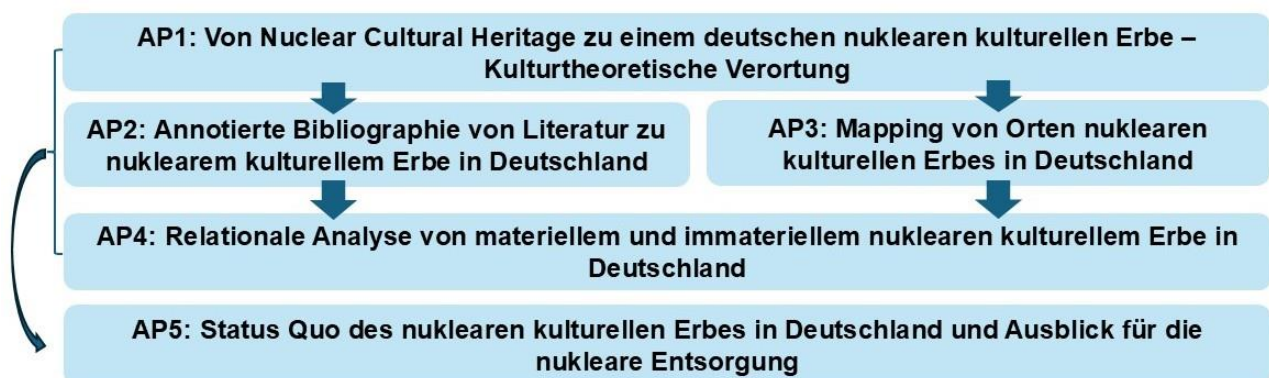 AP1: Von Nuclear Cultural Heritage zu einem deutschen nuklearen kulturellen Erbe –
Kulturtheoretische Verortung
AP2: Annotierte Bibliographie von Literatur zu
nuklearem kulturellem Erbe in Deutschland
AP3: Mapping von Orten nuklearen
kulturellen Erbes in Deutschland
AP4: Relationale Analyse von materiellem und immateriellem nuklearen kulturellem Erbe in
Deutschland
AP5: Status Quo des nuklearen kulturellen Erbes in Deutschland und Ausblick für die
nukleare Entsorgung